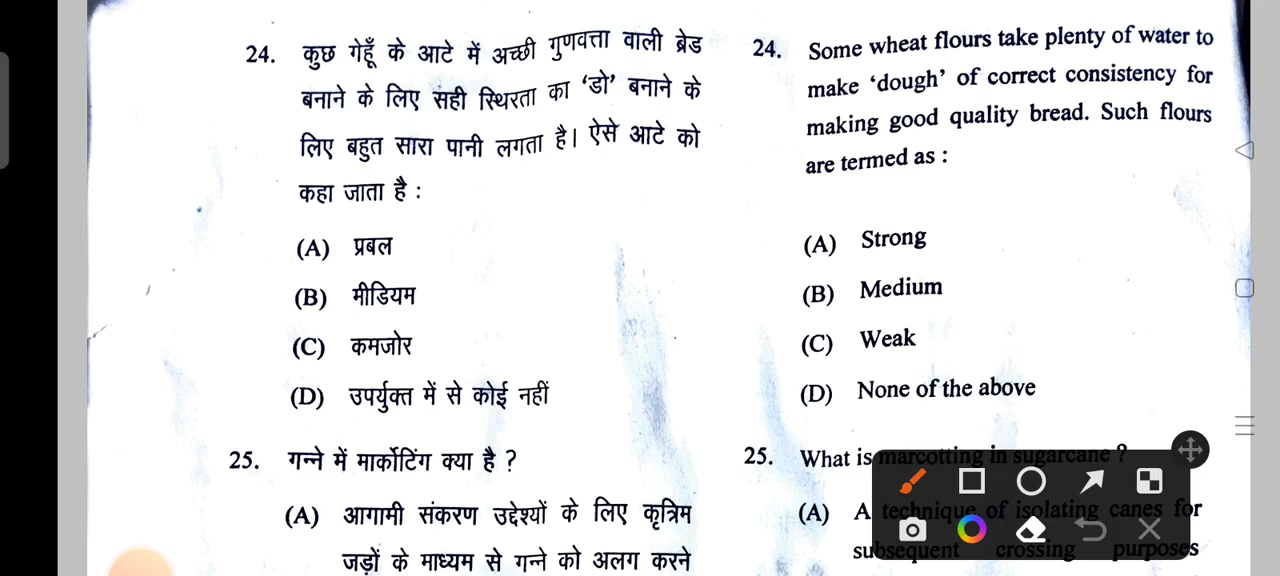 24. कुछ गेहूँ के आटे में अच्छी गुणवत्ता वाली ब्रेड
बनाने के लिए सही स्थिरता का ‘डो’ बनाने के
लिए बहुत सारा पानी लगता है। ऐसे आटे को
कहा जाता है :
(A) प्रबल
(B) मीडियम
(C) कमजोर
(D) उपर्युक्त में से कोई नहीं
25. गन्ने में मार्कोटिंग क्या है ?
(A) आगामी संकरण उद्देश्यों के लिए कृत्रिम
जड़ों के माध्यम से गन्ने को अलग करने
24. Some wheat flours take plenty of water to
make ‘dough’ of correct consistency for
making good quality bread. Such flours
are termed as :
(A) Strong
(B) Medium
(C) Weak
(D) None of the above
25. What is marcotting in sugarcane ?
(A) A technique of isolating canes for
subsequent crossing purposes